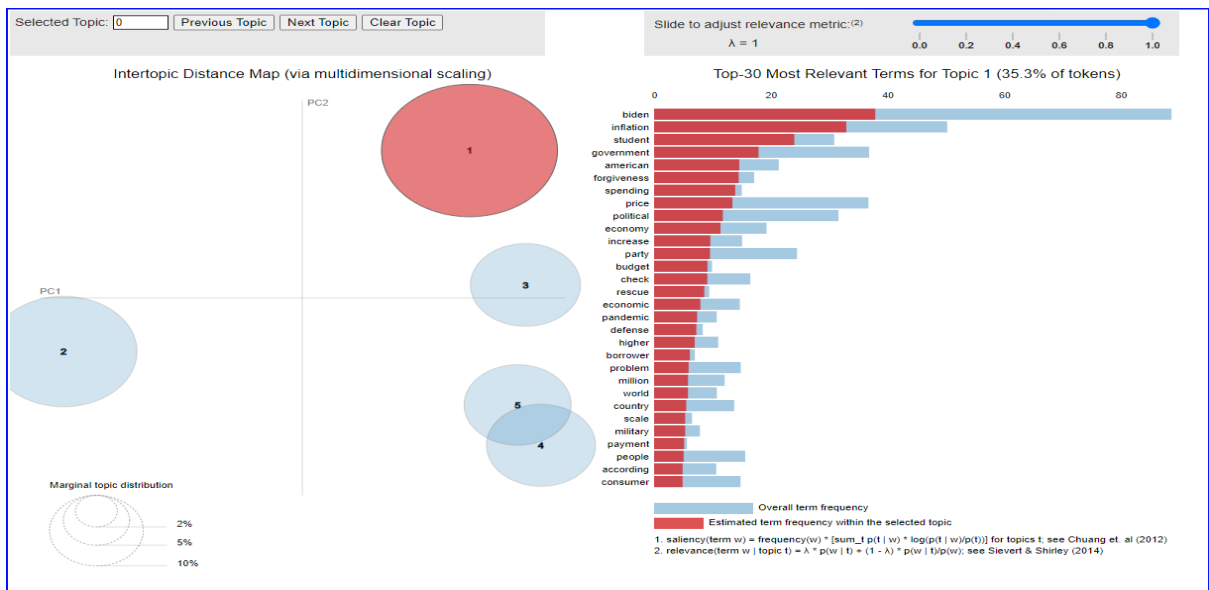 Selected Topic: 0 Previous Topic Next Topic Clear Topic
Slide to adjust relevance metric:(2)
λ = 1
0.0 0.2 0.4 0.6 0.8 1.0
Intertopic Distance Map (via multidimensional scaling)
PC2
PC1
1
2
3
5
4
Marginal topic distribution
2%
5%
10%
Top-30 Most Relevant Terms for Topic 1 (35.3% of tokens)
0 20 40 60 80
biden
inflation
student
government
american
forgiveness
spending
price
political
economy
increase
party
budget
check
rescue
economic
pandemic
defense
higher
borrower
problem
million
world
country
scale
military
payment
people
according
consumer
Overall term frequency
Estimated term frequency within the selected topic
1. saliency(term w) = frequency(w) * [sum_t p(t | w) * log(p(t | w)/p(t))] for topics t; see Chuang et. al (2012)
2. relevance(term w | topic t) = λ * p(w | t) + (1 - λ) * p(w | t)/p(w); see Sievert & Shirley (2014)